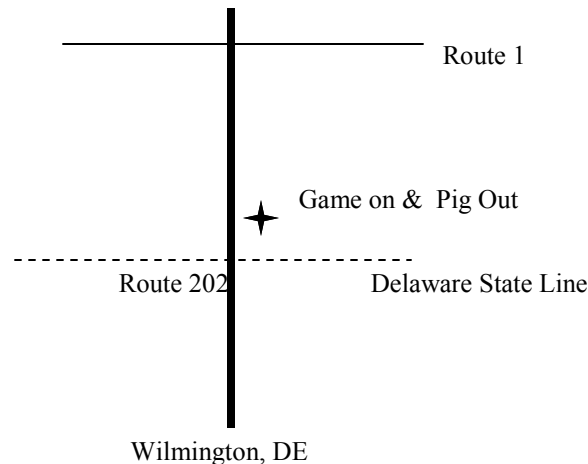 Route 1
Game on & Pig Out
Route 202
Delaware State Line
Wilmington, DE